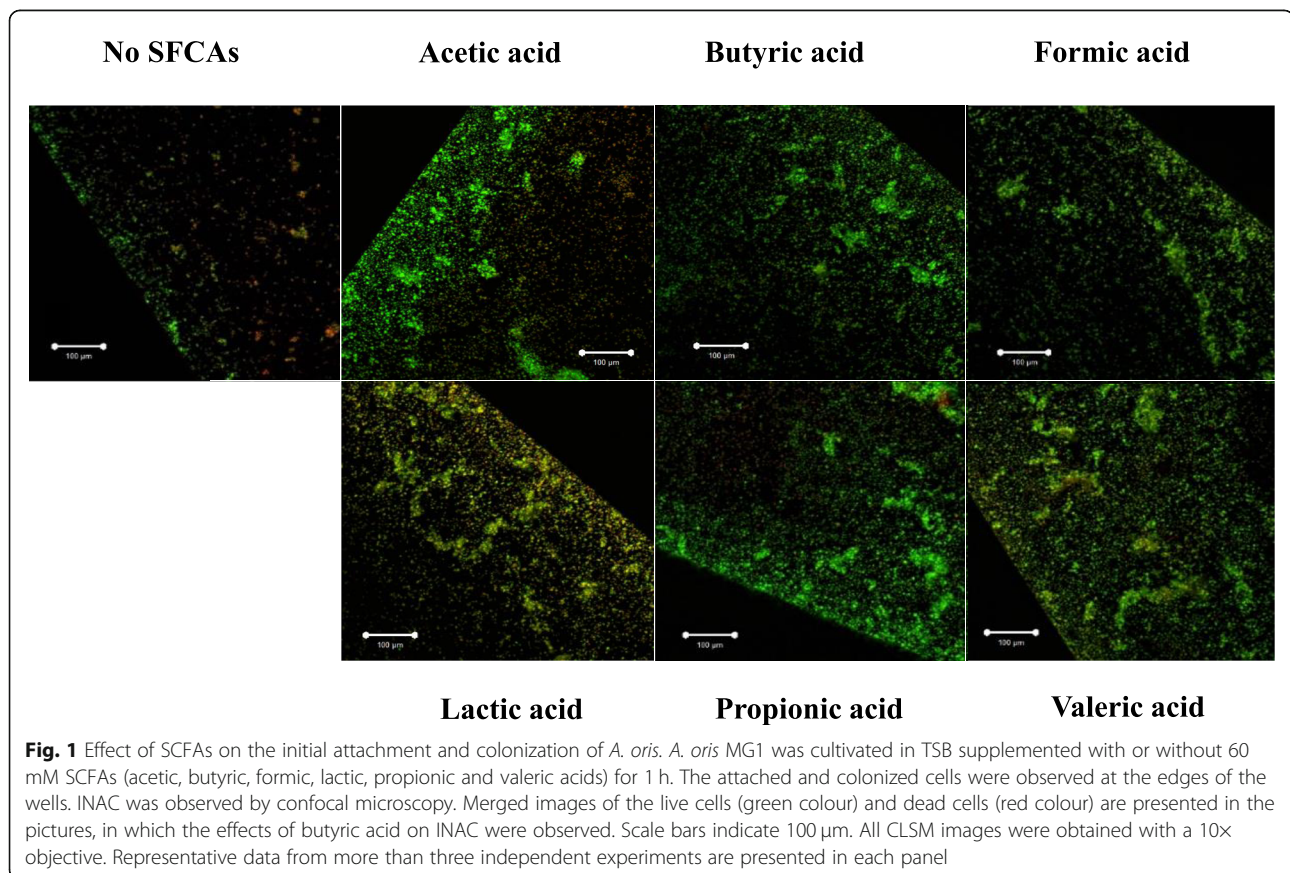 No SFCAs
Acetic acid
Butyric acid
Formic acid
100 µm
100 µm
100 µm
100 µm
100 µm
100 µm
100 µm
Lactic acid
Propionic acid
Valeric acid
Fig. 1 Effect of SCFAs on the initial attachment and colonization of A. oris. A. oris MG1 was cultivated in TSB supplemented with or without 60
mM SCFAs (acetic, butyric, formic, lactic, propionic and valeric acids) for 1 h. The attached and colonized cells were observed at the edges of the
wells. INAC was observed by confocal microscopy. Merged images of the live cells (green colour) and dead cells (red colour) are presented in the
pictures, in which the effects of butyric acid on INAC were observed. Scale bars indicate 100 µm. All CLSM images were obtained with a 10×
objective. Representative data from more than three independent experiments are presented in each panel